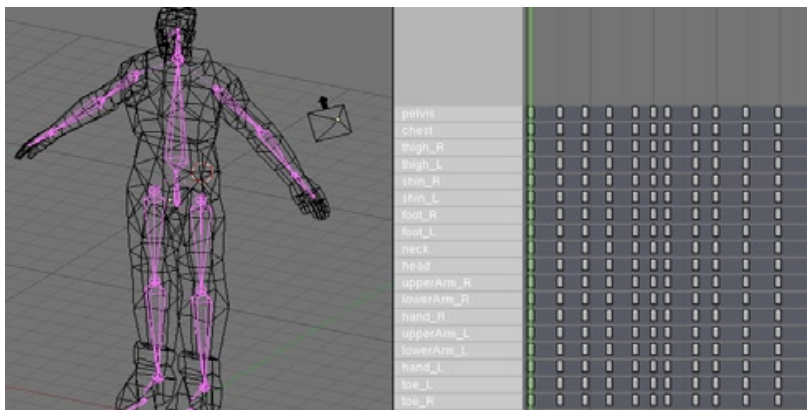 pelvis
chest
thigh_R
thigh_L
shin_R
shin_L
foot_R
foot_L
neck
head
upperArm_R
lowerArm_R
hand_R
upperArm_L
lowerArm_L
hand_L
toe_L
toe_R